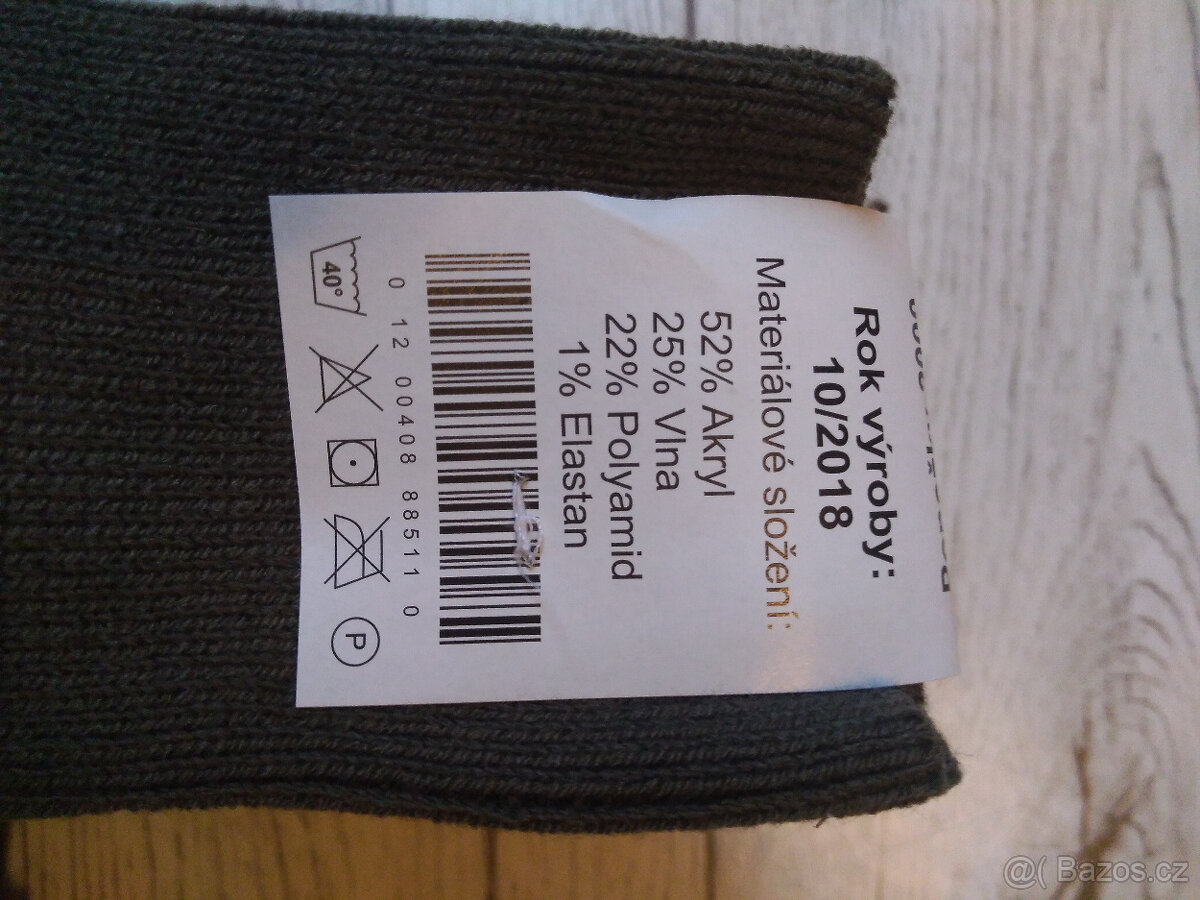 Rok výroby:
10/2018
Materiálové složení:
52% Akryl
25% Vlna
22% Polyamid
1% Elastan
0 12 00408 88511 0
40°
P
@( Bazos.cz